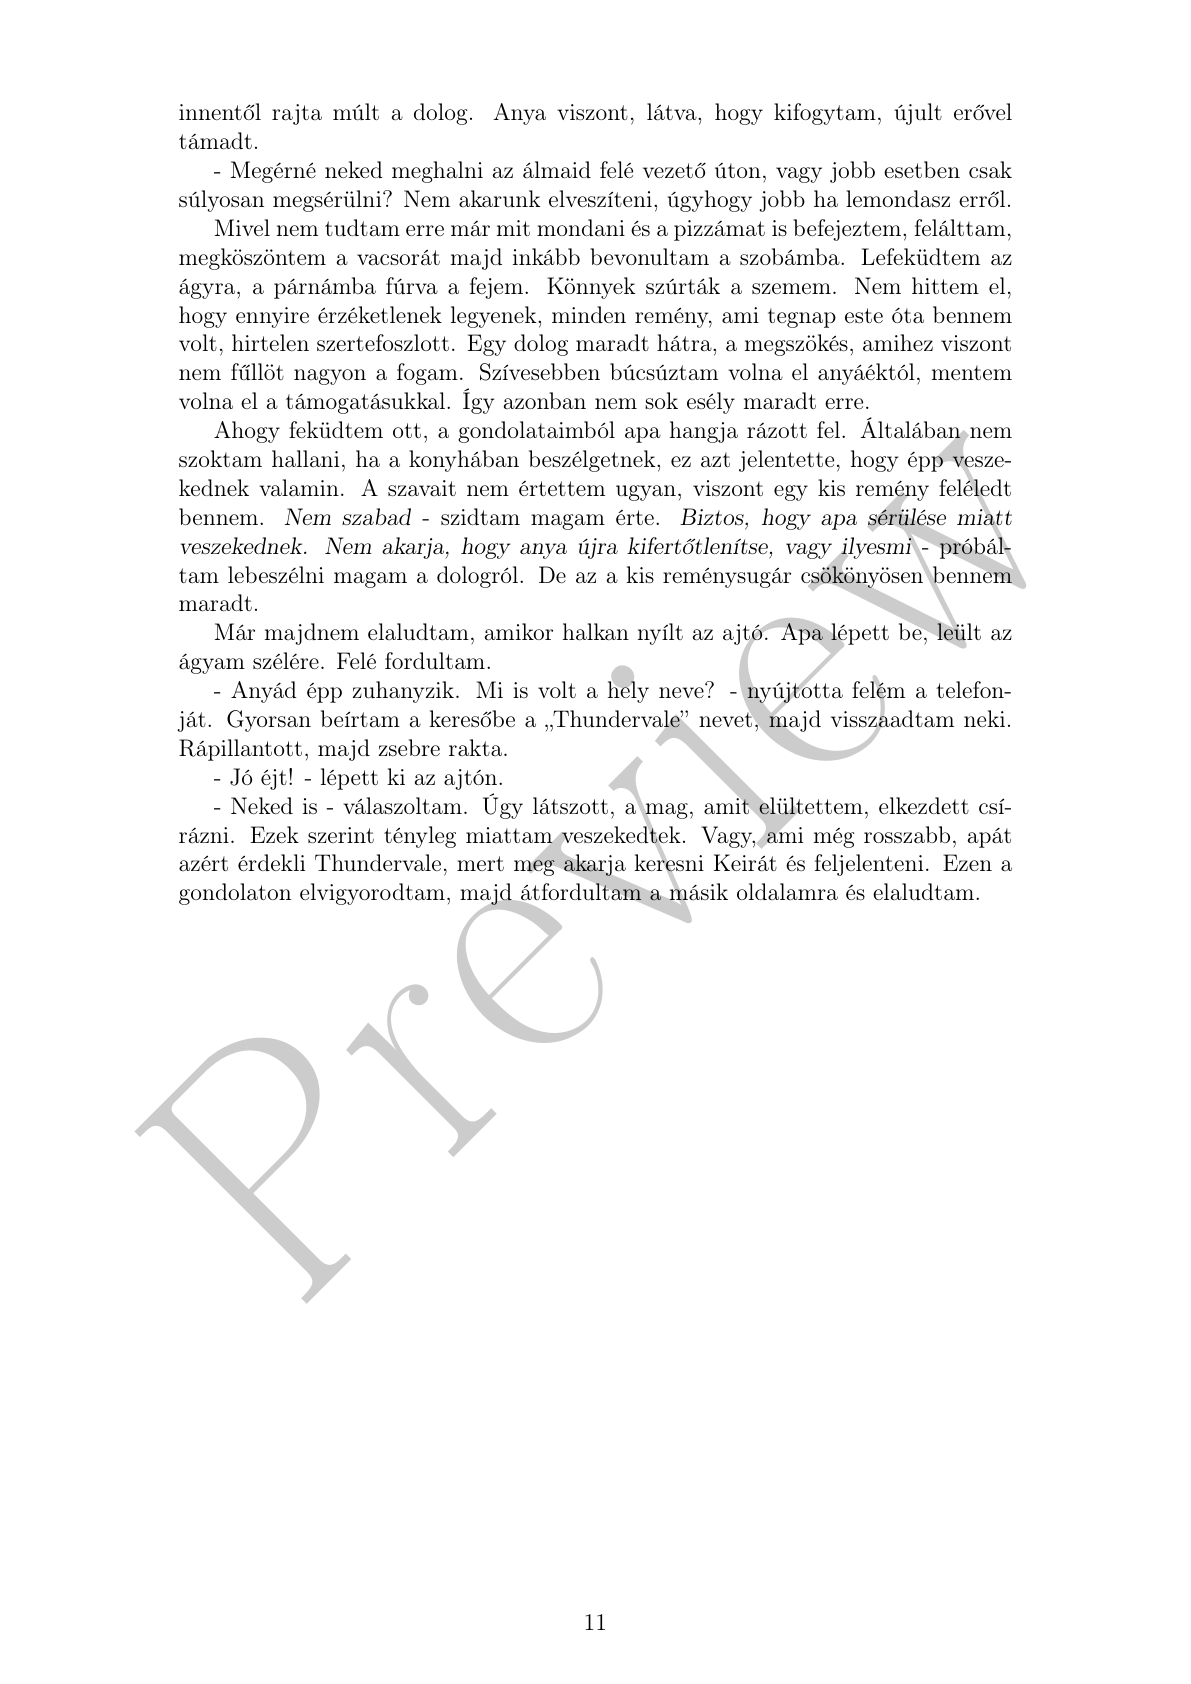 innentől rajta múlt a dolog. Anya viszont, látva, hogy kifogytam, újult erővel
támadt.
- Megérné neked meghalni az álmaid felé vezető úton, vagy jobb esetben csak
súlyosan megsérülni? Nem akarunk elveszíteni, úgyhogy jobb ha lemondasz erről.
Mivel nem tudtam erre már mit mondani és a pizzámat is befejeztem, felálttam,
megköszöntem a vacsorát majd inkább bevonultam a szobámba. Lefeküdtem az
ágyra, a párnámba fúrva a fejem. Könnyek szúrták a szemem. Nem hittem el,
hogy ennyire érzéketlenek legyenek, minden remény, ami tegnap este óta bennem
volt, hirtelen szertefoszlott. Egy dolog maradt hátra, a megszökés, amihez viszont
nem fűllöt nagyon a fogam. Szívesebben búcsúztam volna el anyáéktól, mentem
volna el a támogatásukkal. Így azonban nem sok esély maradt erre.
Ahogy feküdtem ott, a gondolataimból apa hangja rázott fel. Általában nem
szoktam hallani, ha a konyhában beszélgetnek, ez azt jelentette, hogy épp vesze-
kednek valamin. A szavait nem értettem ugyan, viszont egy kis remény feléledt
bennem. Nem szabad - szidtam magam érte. Biztos, hogy apa sérülése miatt
veszekednek. Nem akarja, hogy anya újra kifertőtlenítse, vagy ilyesmi - próbál-
tam lebeszélni magam a dologról. De az a kis reménysugár csökönyösen bennem
maradt.
Már majdnem elaludtam, amikor halkan nyílt az ajtó. Apa lépett be, leült az
ágyam szélére. Felé fordultam.
- Anyád épp zuhanyzik. Mi is volt a hely neve? - nyújtotta felém a telefon-
ját. Gyorsan beírtam a keresőbe a „Thundervale” nevet, majd visszaadtam neki.
Rápillantott, majd zsebre rakta.
- Jó éjt! - lépett ki az ajtón.
- Neked is - válaszoltam. Úgy látszott, a mag, amit elültettem, elkezdett csí-
rázni. Ezek szerint tényleg miattam veszekedtek. Vagy, ami még rosszabb, apát
azért érdekli Thundervale, mert meg akarja keresni Keirát és feljelenteni. Ezen a
gondolaton elvigyorodtam, majd átfordultam a másik oldalamra és elaludtam.
Preview
11